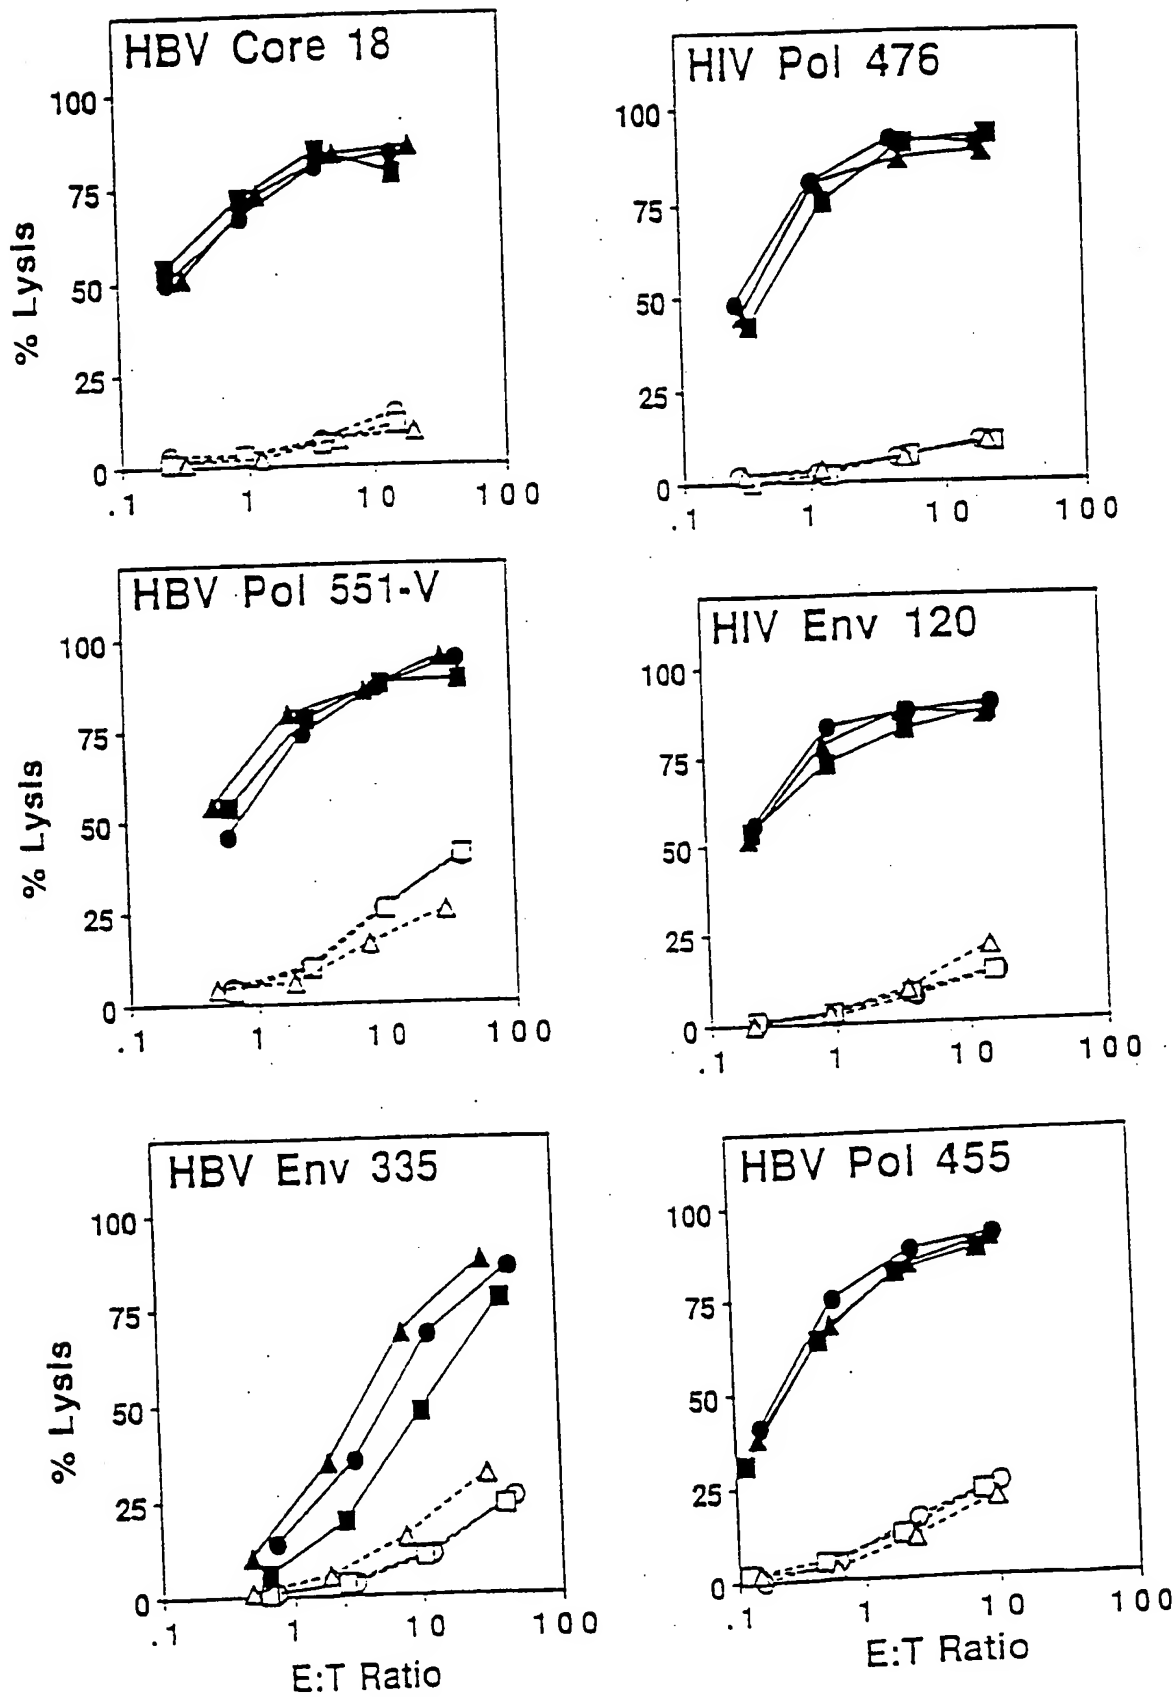 HBV Core 18
% Lysis
100
75
50
25
0
.1 1 10 100
HIV Pol 476
100
75
50
25
0
.1 1 10 100
HBV Pol 551-V
% Lysis
100
75
50
25
0
.1 1 10 100
HIV Env 120
100
75
50
25
0
.1 1 10 100
HBV Env 335
% Lysis
100
75
50
25
0
.1 1 10 100
E:T Ratio
HBV Pol 455
100
75
50
25
0
.1 1 10 100
E:T Ratio